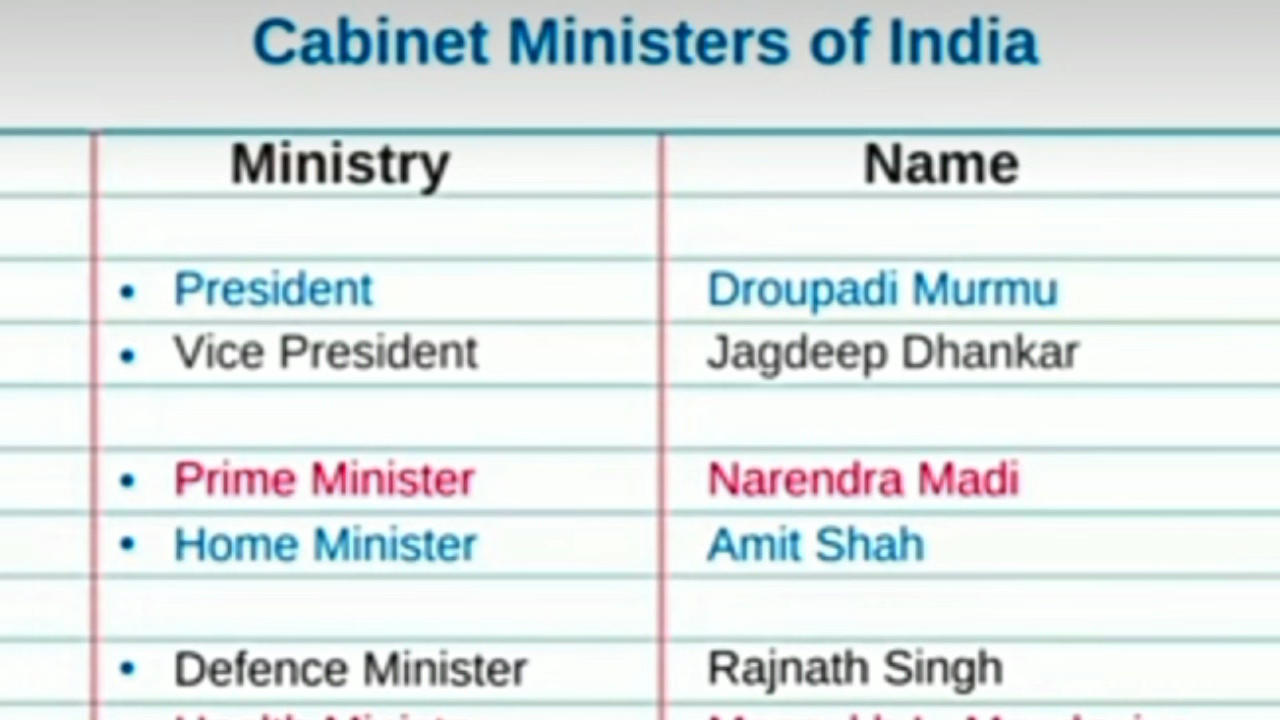 Cabinet Ministers of India
Ministry Name
• President Droupadi Murmu
• Vice President Jagdeep Dhankar
• Prime Minister Narendra Madi
• Home Minister Amit Shah
• Defence Minister Rajnath Singh